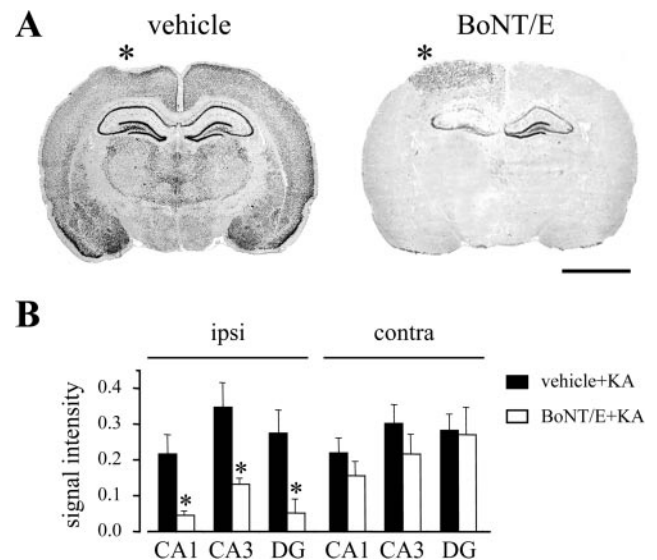 A
vehicle
BoNT/E
*
*
B
ipsi
contra
signal intensity
0.4
0.3
0.2
0.1
0.0
*
*
*
CA1 CA3 DG CA1 CA3 DG
vehicle+KA
BoNT/E+KA